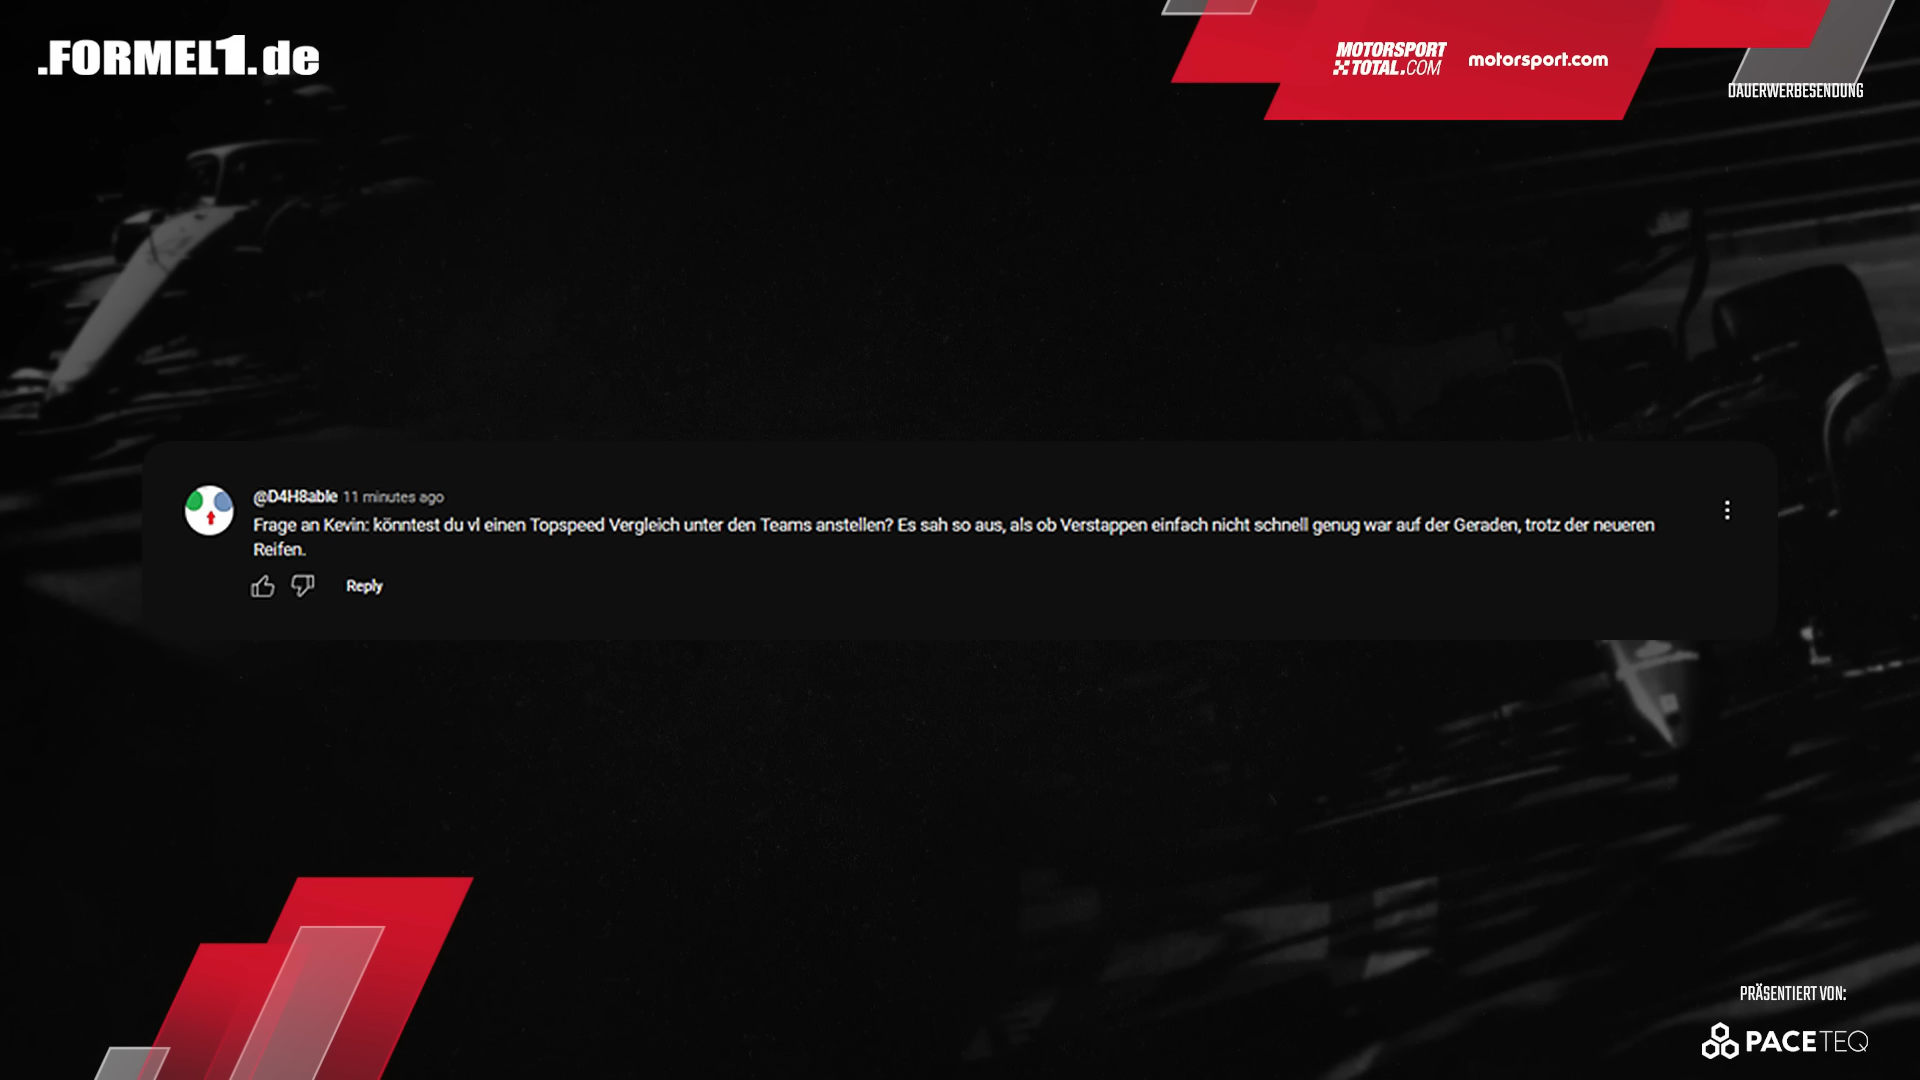 .FORMEL1.de
MOTORSPORT
TOTAL.COM
motorsport.com
DAUERWERBESENDUNG
@D4H8able 11 minutes ago
Frage an Kevin: könntest du vl einen Topspeed Vergleich unter den Teams anstellen? Es sah so aus, als ob Verstappen einfach nicht schnell genug war auf der Geraden, trotz der neueren
Reifen.
Reply
PRÄSENTIERT VON:
PACETEQ